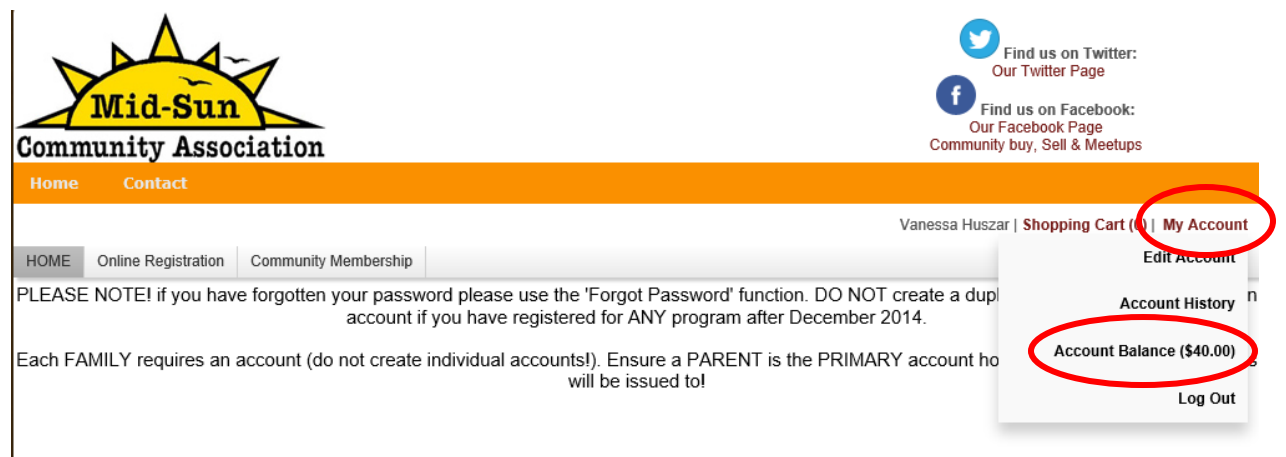 Mid-Sun
Community Association
Find us on Twitter:
Our Twitter Page
f
Find us on Facebook:
Our Facebook Page
Community buy, Sell & Meetups
Home Contact
Vanessa Huszar | Shopping Cart (0) | My Account
HOME Online Registration Community Membership
Edit Account
PLEASE NOTE! if you have forgotten your password please use the 'Forgot Password' function. DO NOT create a dupl n
Account History
account if you have registered for ANY program after December 2014.
Account Balance ($40.00)
Each FAMILY requires an account (do not create individual accounts!). Ensure a PARENT is the PRIMARY account ho s
will be issued to!
Log Out